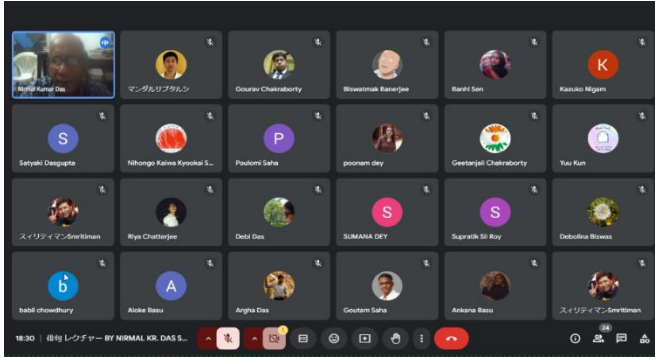 Nirmal Kumar Das
マンダルリプタルシ
Gourav Chakraborty
Biswatmak Banerjee
Banhi Sen
K
Kazuko Nigam
S
Satyaki Dasgupta
Nihongo Kaiwa Kyookai S...
P
Poulomi Saha
poonam dey
Geetanjali Chakraborty
Yuu Kun
スィリティマンSmritiman
Riya Chatterjee
Debi Das
S
SUMANA DEY
S
Supratik Sil Roy
Debolina Biswas
b
babli chowdhury
A
Aloke Basu
Argha Das
Goutam Saha
Ankana Basu
スィリティマンSmritiman
18:30 | 俳句 レクチャー BY NIRMAL KR. DAS S...
24